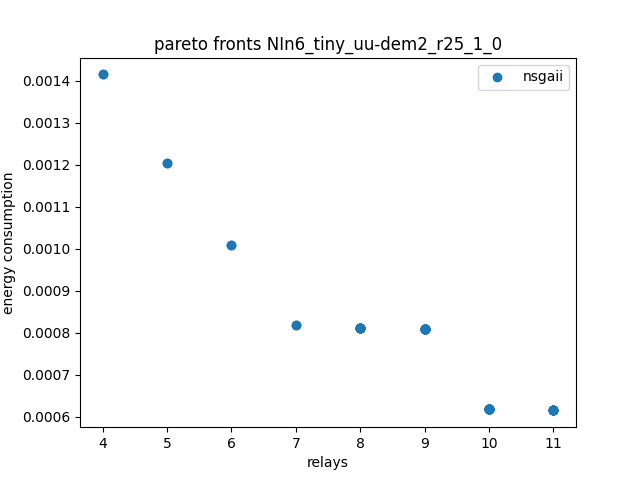 pareto fronts NIn6_tiny_uu-dem2_r25_1_0
nsgaii
0.0014
0.0013
0.0012
0.0011
0.0010
0.0009
0.0008
0.0007
0.0006
energy consumption
4 5 6 7 8 9 10 11
relays